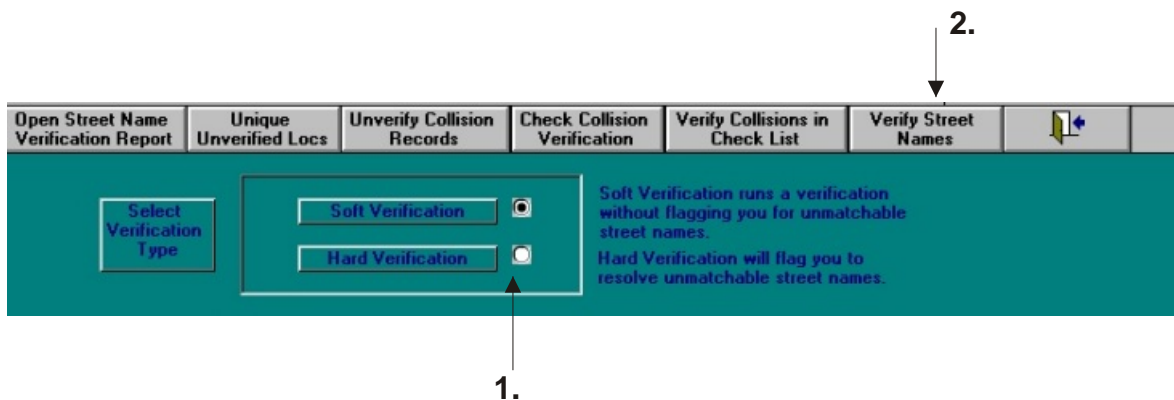 2.
Open Street Name
Verification Report
Unique
Unverified Locs
Unverify Collision
Records
Check Collision
Verification
Verify Collisions in
Check List
Verify Street
Names
Select
Verification
Type
Soft Verification
Hard Verification
Soft Verification runs a verification
without flagging you for unmatchable
street names.
Hard Verification will flag you to
resolve unmatchable street names.
1.